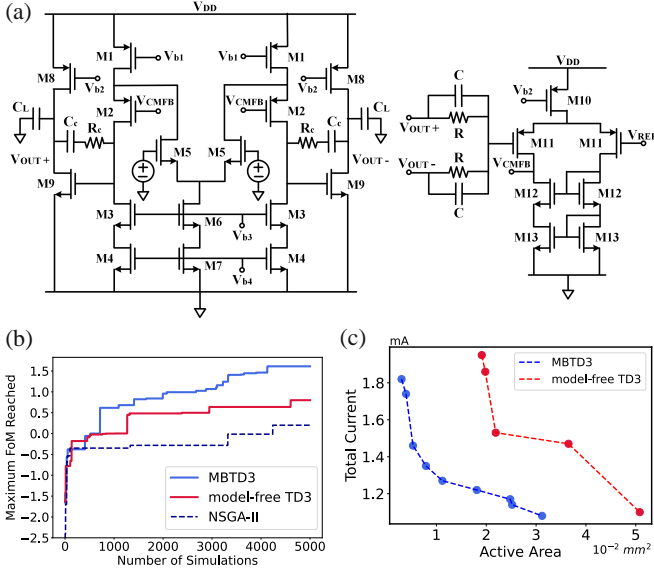 (a)
VDD
M1
Vb1
Vb1
M1
M8
Vb2
Vb2
M8
CL
M2
VCMFB
VCMFB
M2
CL
Cc
Rc
Rc
Cc
M5
M5
VOUT+
VOUT-
M9
M9
M3
M6
M3
Vb3
M4
M7
M4
Vb4
VDD
C
Vb2
M10
VOUT+
R
M11
M11
VREF
VOUT-
R
VCMFB
C
M12
M12
M13
M13
(b)
Maximum FoM Reached
1.5
1.0
0.5
0.0
-0.5
-1.0
-1.5
-2.0
-2.5
MBTD3
model-free TD3
NSGA-II
0 1000 2000 3000 4000 5000
Number of Simulations
(c)
mA
Total Current
1.8
1.6
1.4
1.2
MBTD3
model-free TD3
1 2 3 4 5
Active Area
10⁻² mm²